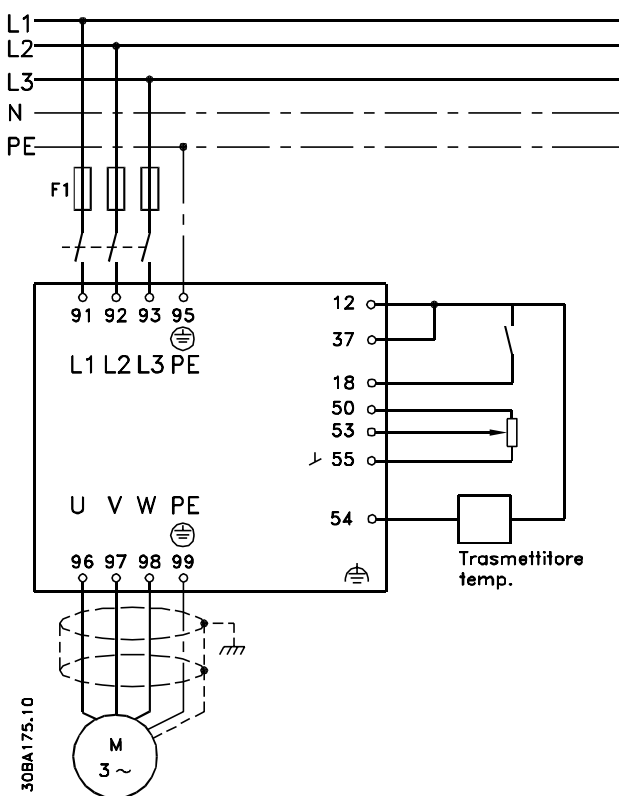 L1
L2
L3
N
PE
F1
91 92 93 95
L1 L2 L3 PE
12
37
18
50
53
55
54
Trasmettitore
temp.
U V W PE
96 97 98 99
M
3 ~
30BA175.10